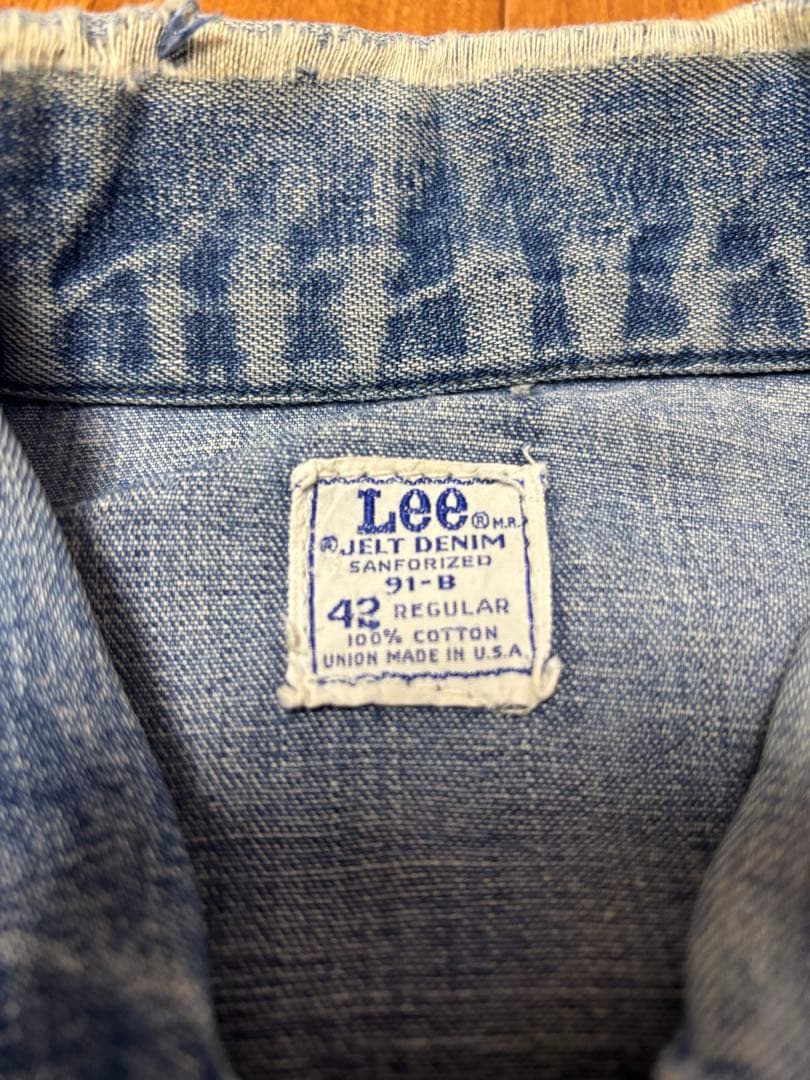 Lee® M.R.
®JELT DENIM
SANFORIZED
91-B
42 REGULAR
100% COTTON
UNION MADE IN U.S.A.